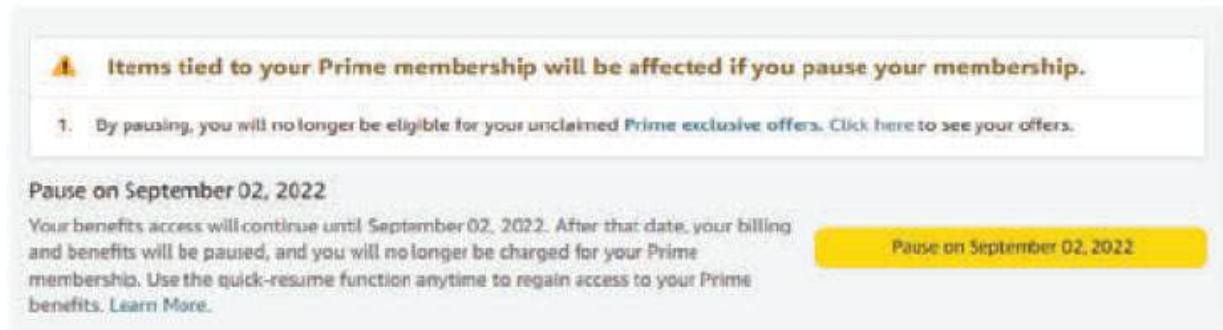 Items tied to your Prime membership will be affected if you pause your membership.
1. By pausing, you will no longer be eligible for your unclaimed Prime exclusive offers. Click here to see your offers.
Pause on September 02, 2022
Your benefits access will continue until September 02, 2022. After that date, your billing
and benefits will be paused, and you will no longer be charged for your Prime
membership. Use the quick-resume function anytime to regain access to your Prime
benefits. Learn More.
Pause on September 02, 2022